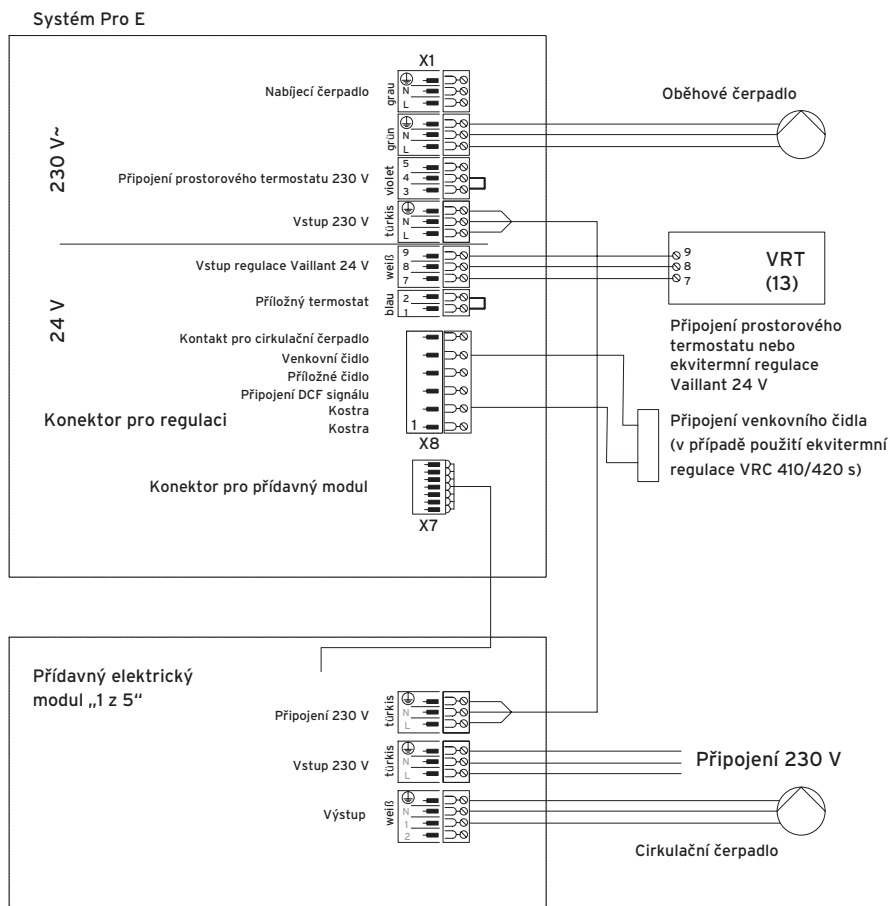 Systém Pro E
X1
Nabíjecí čerpadlo
grau
N
L
Oběhové čerpadlo
grün
N
L
230 V~
Připojení prostorového termostatu 230 V
violet
5
4
3
Vstup 230 V
türkis
N
L
24 V
Vstup regulace Vaillant 24 V
weiß
9
8
7
9
8
7
VRT
(13)
Příložný termostat
blau
2
1
Připojení prostorového
termostatu nebo
ekvitermní regulace
Vaillant 24 V
Kontakt pro cirkulační čerpadlo
Venkovní čidlo
Příložné čidlo
Připojení DCF signálu
Kostra
Kostra
1
X8
Konektor pro regulaci
Připojení venkovního čidla
(v případě použití ekvitermní
regulace VRC 410/420 s)
Konektor pro přídavný modul
X7
Přídavný elektrický
modul „1 z 5“
Připojení 230 V
türkis
N
L
Vstup 230 V
türkis
N
L
Připojení 230 V
Výstup
weiß
N
1
2
Cirkulační čerpadlo